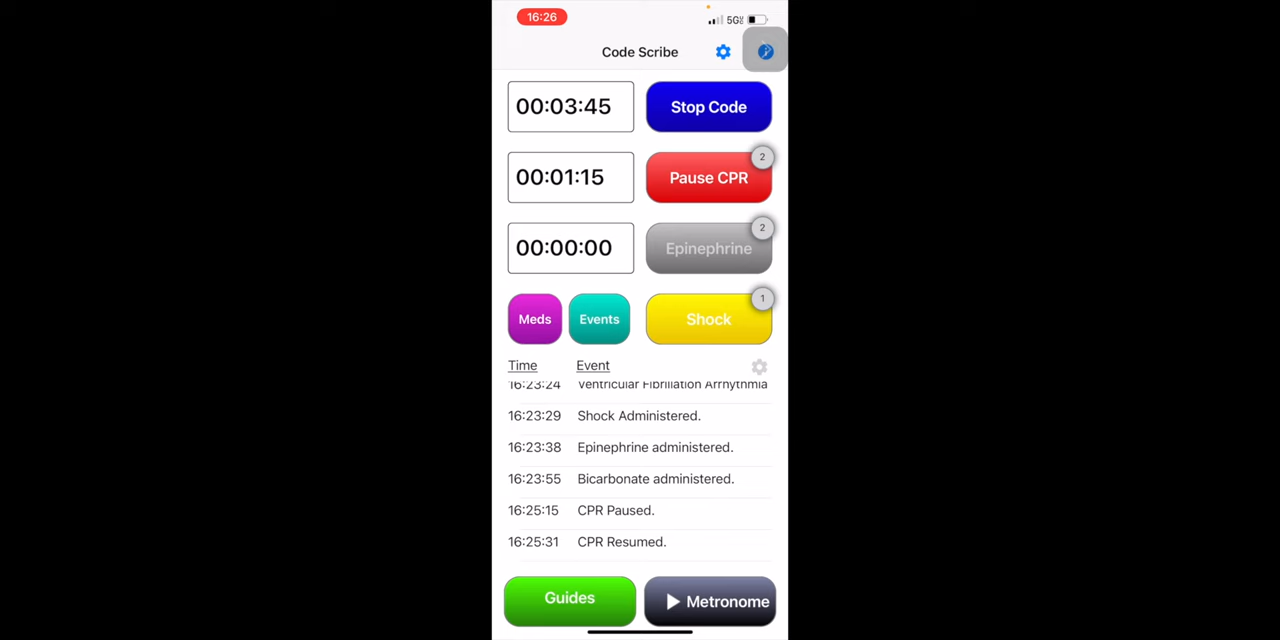 16:26
5G
Code Scribe
00:03:45 Stop Code
00:01:15 Pause CPR 2
00:00:00 Epinephrine 2
Meds Events Shock 1
Time Event
16:23:24 Ventricular Fibrillation Arrhythmia
16:23:29 Shock Administered.
16:23:38 Epinephrine administered.
16:23:55 Bicarbonate administered.
16:25:15 CPR Paused.
16:25:31 CPR Resumed.
Guides Metronome